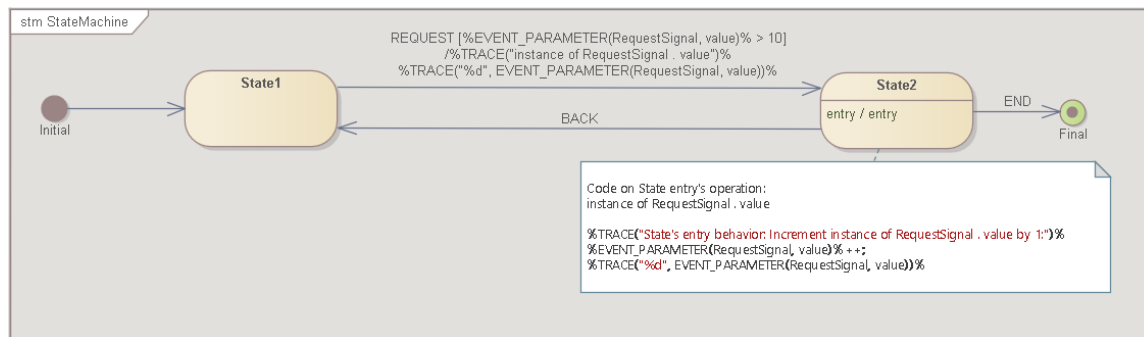 stm StateMachine
REQUEST [%EVENT_PARAMETER(RequestSignal, value)% > 10]
/%TRACE("instance of RequestSignal . value")%
%TRACE("%d", EVENT_PARAMETER(RequestSignal, value))%
State1
State2
entry / entry
END
Initial
BACK
Final
Code on State entry's operation:
instance of RequestSignal . value
%TRACE("State's entry behavior: Increment instance of RequestSignal . value by 1:")%
%EVENT_PARAMETER(RequestSignal, value)% ++;
%TRACE("%d", EVENT_PARAMETER(RequestSignal, value))%